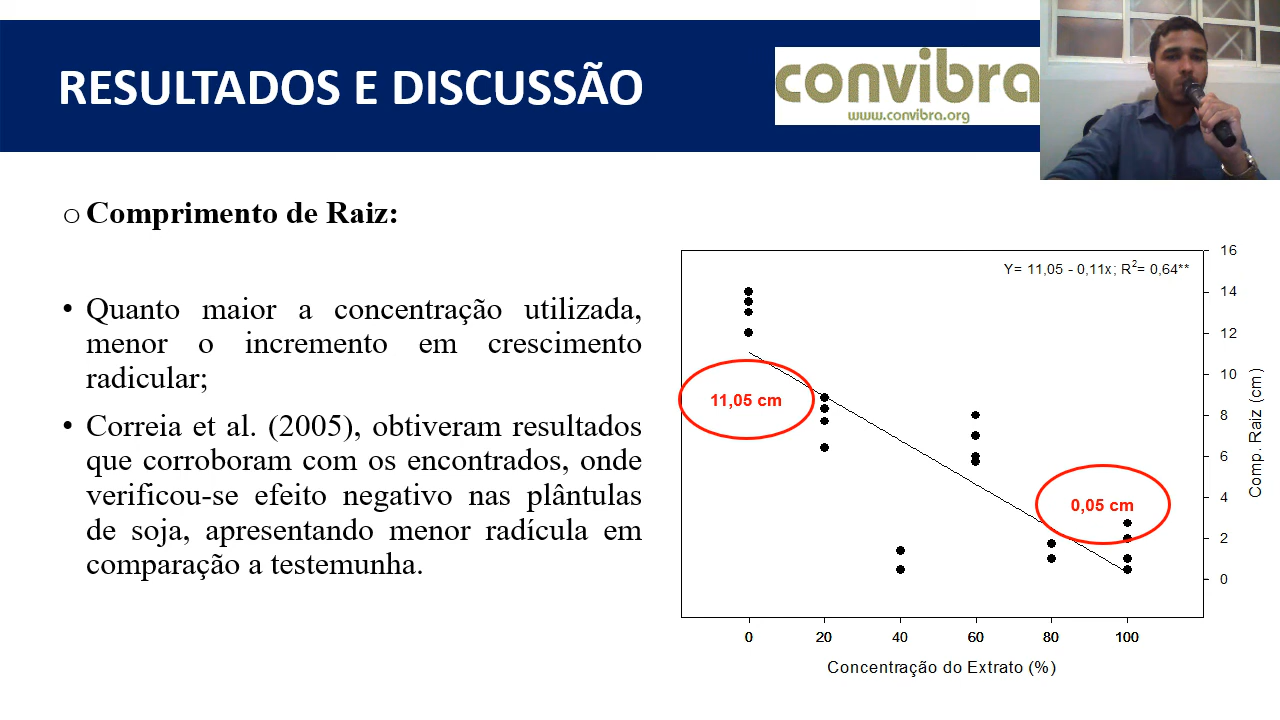 RESULTADOS E DISCUSSÃO
convibra
www.convibra.org
o Comprimento de Raiz:
• Quanto maior a concentração utilizada,
menor o incremento em crescimento
radicular;
• Correia et al. (2005), obtiveram resultados
que corroboram com os encontrados, onde
verificou-se efeito negativo nas plântulas
de soja, apresentando menor radícula em
comparação a testemunha.
Y= 11,05 - 0,11x; R²= 0,64**
16
14
12
10
8
6
4
2
0
Comp. Raiz (cm)
11,05 cm
0,05 cm
0 20 40 60 80 100
Concentração do Extrato (%)